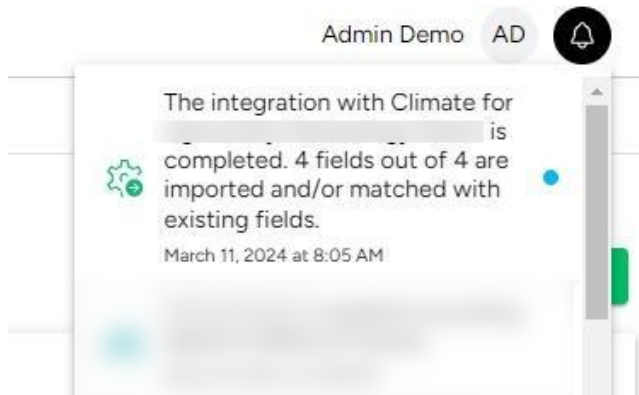 Admin Demo AD
The integration with Climate for
is
completed. 4 fields out of 4 are
imported and/or matched with
existing fields.
March 11, 2024 at 8:05 AM